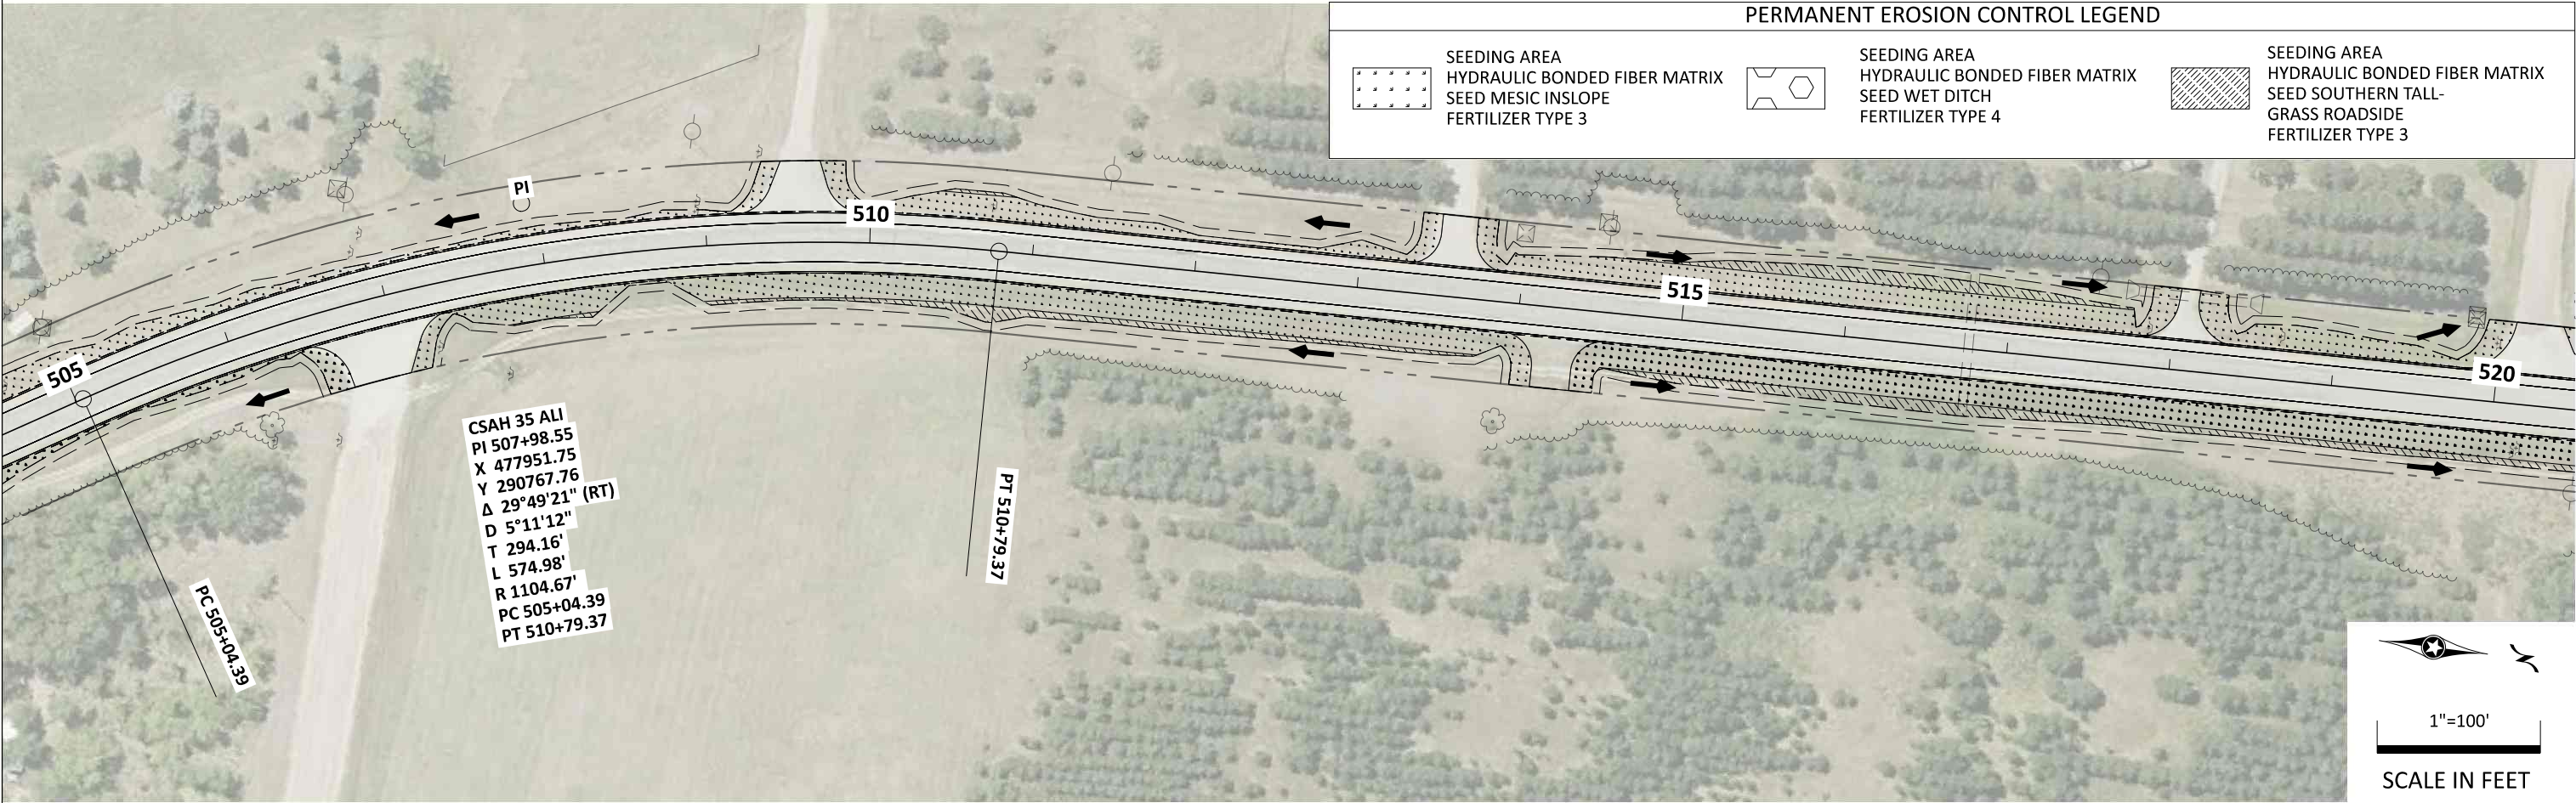 PERMANENT EROSION CONTROL LEGEND
SEEDING AREA
HYDRAULIC BONDED FIBER MATRIX
SEED MESIC INSLOPE
FERTILIZER TYPE 3
SEEDING AREA
HYDRAULIC BONDED FIBER MATRIX
SEED WET DITCH
FERTILIZER TYPE 4
SEEDING AREA
HYDRAULIC BONDED FIBER MATRIX
SEED SOUTHERN TALL-
GRASS ROADSIDE
FERTILIZER TYPE 3
PI
505
510
515
520
CSAH 35 ALI
PI 507+98.55
X 477951.75
Y 290767.76
Δ 29°49'21" (RT)
D 5°11'12"
T 294.16'
L 574.98'
R 1104.67'
PC 505+04.39
PT 510+79.37
PC 505+04.39
PT 510+79.37
1"=100'
SCALE IN FEET